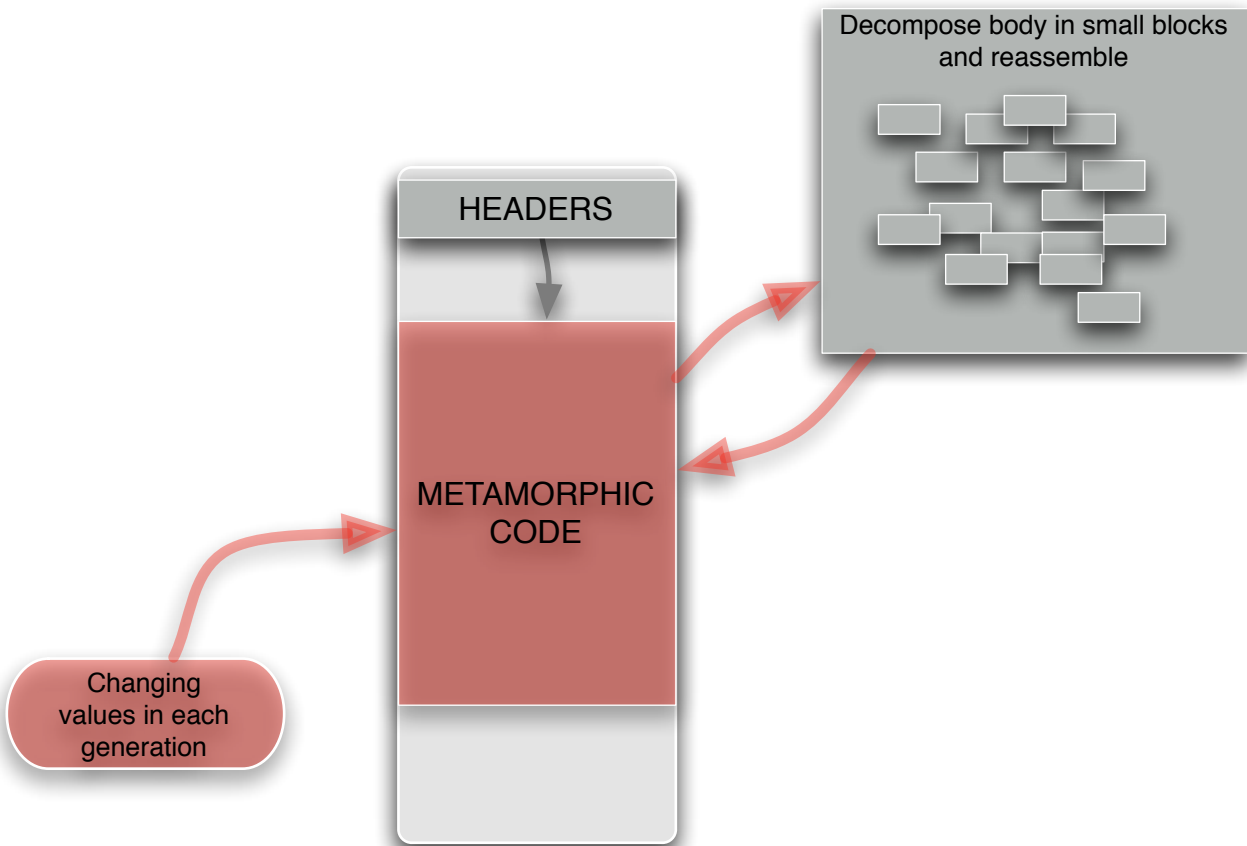 Decompose body in small blocks
and reassemble
HEADERS
METAMORPHIC
CODE
Changing
values in each
generation